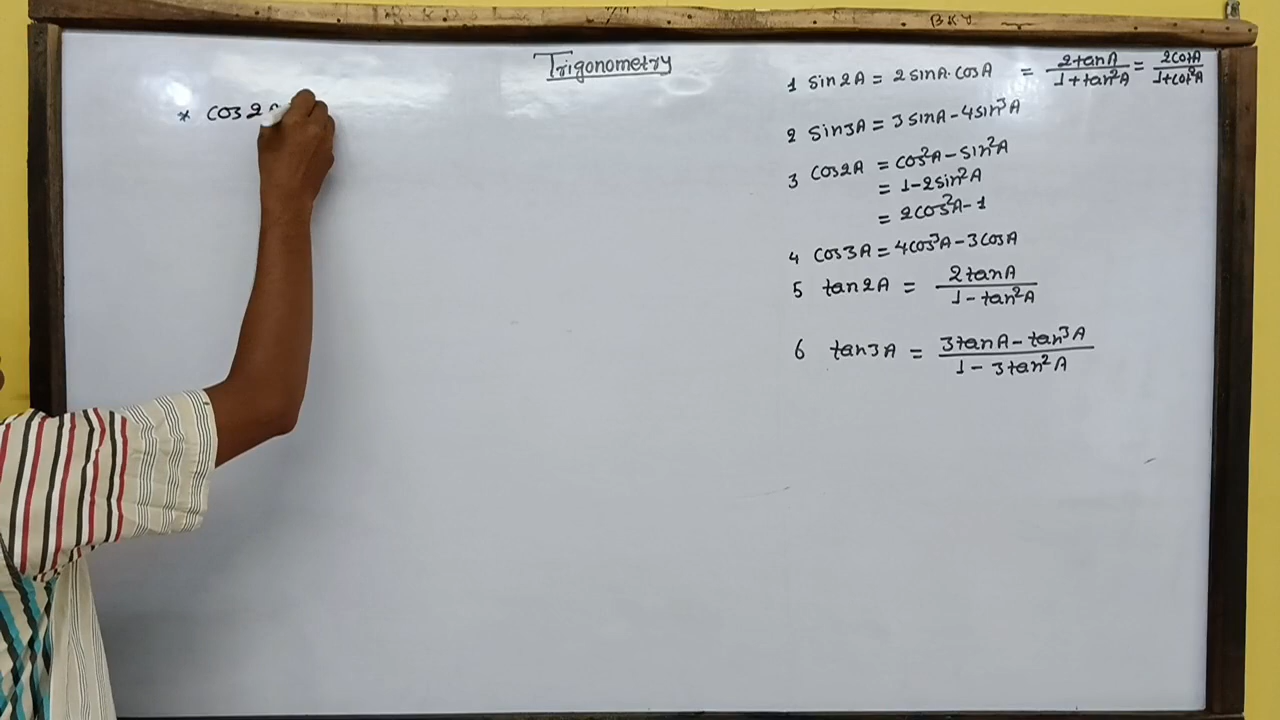 B K V
Trigonometry
* cos2
1 sin2A = 2sinA·cosA = 2tanA / 1+tan²A = 2cotA / 1+cot²A
2 sin3A = 3sinA-4sin³A
3 cos2A = cos²A-sin²A
= 1-2sin²A
= 2cos²A-1
4 cos3A = 4cos³A-3cosA
5 tan2A = 2tanA / 1-tan²A
6 tan3A = 3tanA-tan³A / 1-3tan²A